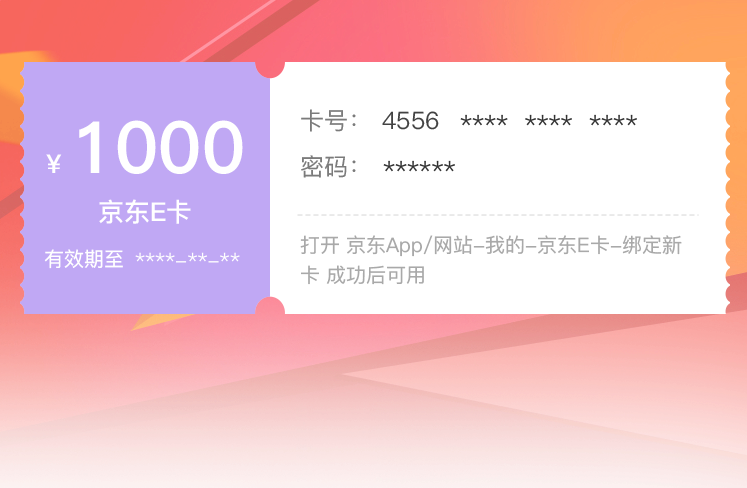 ¥ 1000
京东E卡
有效期至 ****-**-**
卡号： 4556 **** **** ****
密码： ******
打开 京东App/网站-我的-京东E卡-绑定新
卡 成功后可用